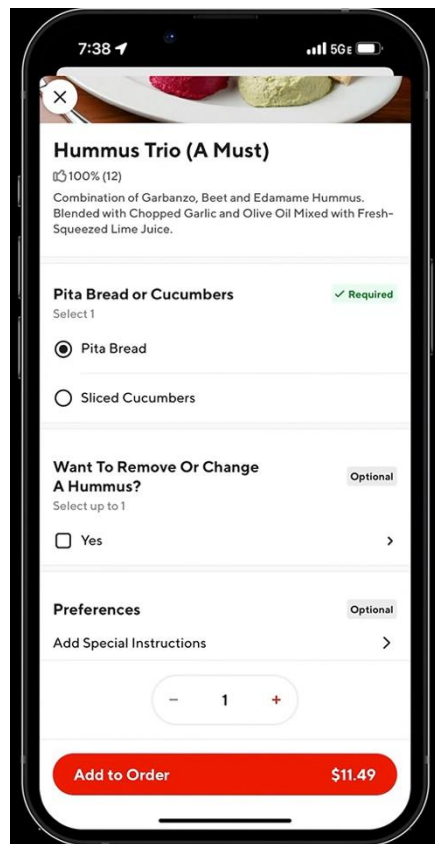 7:38
5GE
Hummus Trio (A Must)
100% (12)
Combination of Garbanzo, Beet and Edamame Hummus.
Blended with Chopped Garlic and Olive Oil Mixed with Fresh-
Squeezed Lime Juice.
Pita Bread or Cucumbers
Required
Select 1
Pita Bread
Sliced Cucumbers
Want To Remove Or Change
A Hummus?
Optional
Select up to 1
Yes
Preferences
Optional
Add Special Instructions
− 1 +
Add to Order $11.49